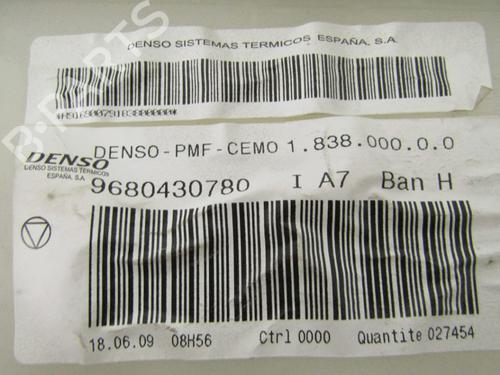 DENSO SISTEMAS TERMICOS ESPAÑA, S.A.
DENSO-PMF-CEMO 1.838.000.0.0
DENSO
DENSO SISTEMAS TERMICOS
ESPAÑA, S.A
9680430780 I A7 Ban H
18.06.09 08H56 Ctrl 0000 Quantite 027454
B-PARTS